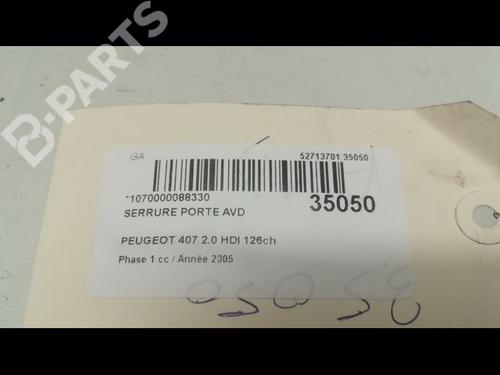 B-PARTS
GA
52713701 35050
*1070000088330
35050
SERRURE PORTE AVD
PEUGEOT 407 2.0 HDI 126ch
Phase 1 cc / Année 2005
35050